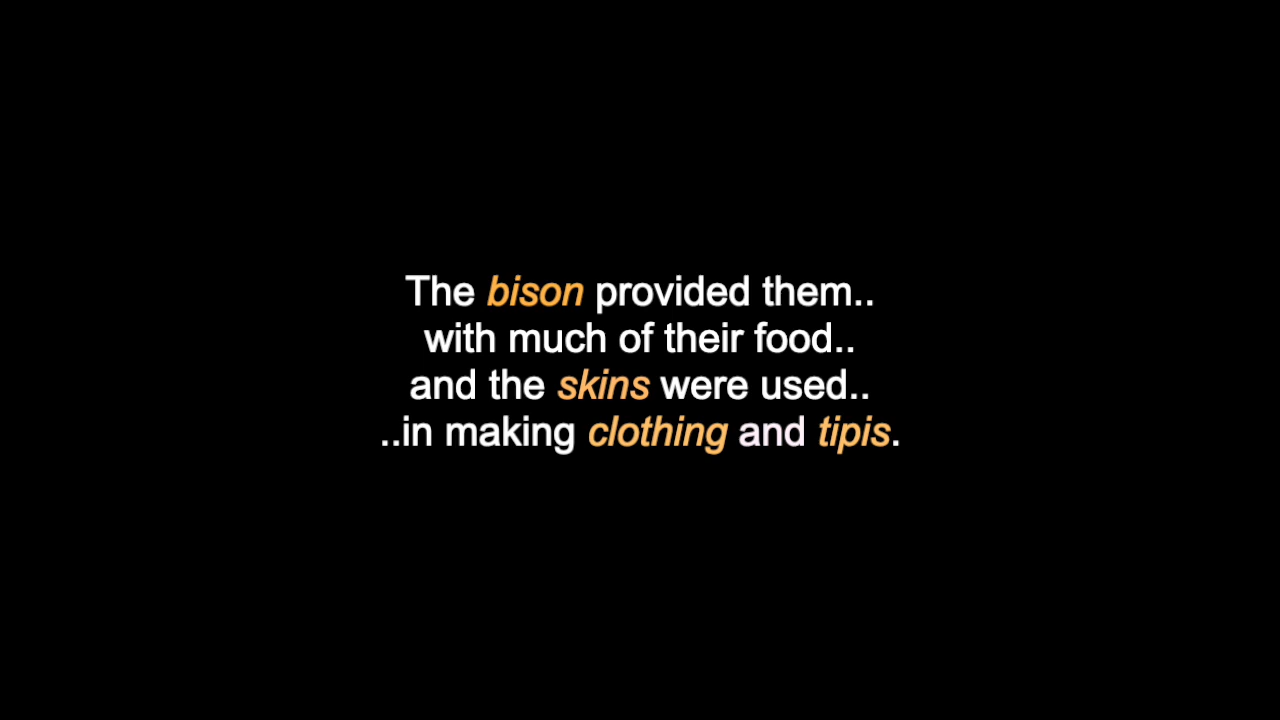 The bison provided them..
with much of their food..
and the skins were used..
..in making clothing and tipis.